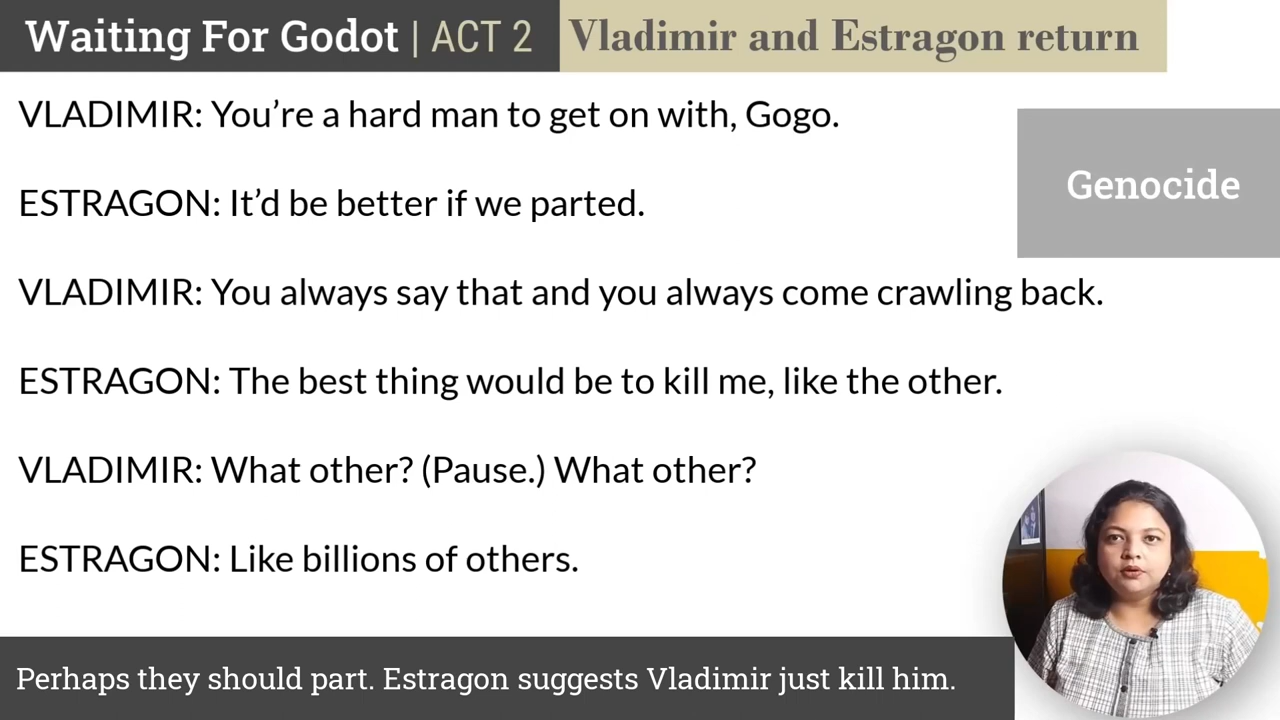 Waiting For Godot | ACT 2 Vladimir and Estragon return
VLADIMIR: You’re a hard man to get on with, Gogo.
Genocide
ESTRAGON: It’d be better if we parted.
VLADIMIR: You always say that and you always come crawling back.
ESTRAGON: The best thing would be to kill me, like the other.
VLADIMIR: What other? (Pause.) What other?
ESTRAGON: Like billions of others.
Perhaps they should part. Estragon suggests Vladimir just kill him.